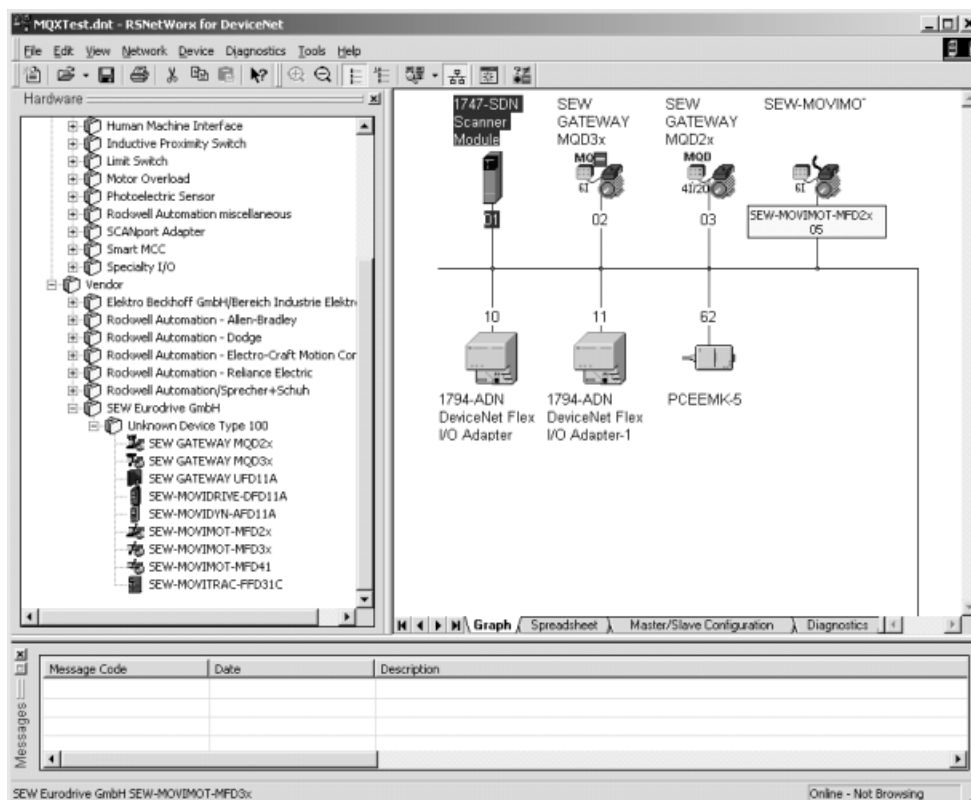 MQXTest.dnt - RSNetWorx for DeviceNet
File Edit View Network Device Diagnostics Tools Help
Hardware
Human Machine Interface
Inductive Proximity Switch
Limit Switch
Motor Overload
Photoelectric Sensor
Rockwell Automation miscellaneous
SCANport Adapter
Smart MCC
Specialty I/O
Vendor
Elektro Beckhoff GmbH/Bereich Industrie Elektr
Rockwell Automation - Allen-Bradley
Rockwell Automation - Dodge
Rockwell Automation - Electro-Craft Motion Cor
Rockwell Automation - Reliance Electric
Rockwell Automation/Sprecher+Schuh
SEW Eurodrive GmbH
Unknown Device Type 100
SEW GATEWAY MQD2x
SEW GATEWAY MQD3x
SEW GATEWAY UFD11A
SEW-MOVIDRIVE-DFD11A
SEW-MOVIDYN-AFD11A
SEW-MOVIMOT-MFD2x
SEW-MOVIMOT-MFD3x
SEW-MOVIMOT-MFD41
SEW-MOVITRAC-FFD31C
1747-SDN
Scanner
Module
01
SEW
GATEWAY
MQD3x
6I
02
SEW
GATEWAY
MQD2x
MQD
4I/2O
03
SEW-MOVIMO
6I
SEW-MOVIMOT-MFD2x
05
10
1794-ADN
DeviceNet Flex
I/O Adapter
11
1794-ADN
DeviceNet Flex
I/O Adapter-1
62
PCEEMK-5
Graph Spreadsheet Master/Slave Configuration Diagnostics
Messages
Message Code Date Description
SEW Eurodrive GmbH SEW-MOVIMOT-MFD3x
Online - Not Browsing